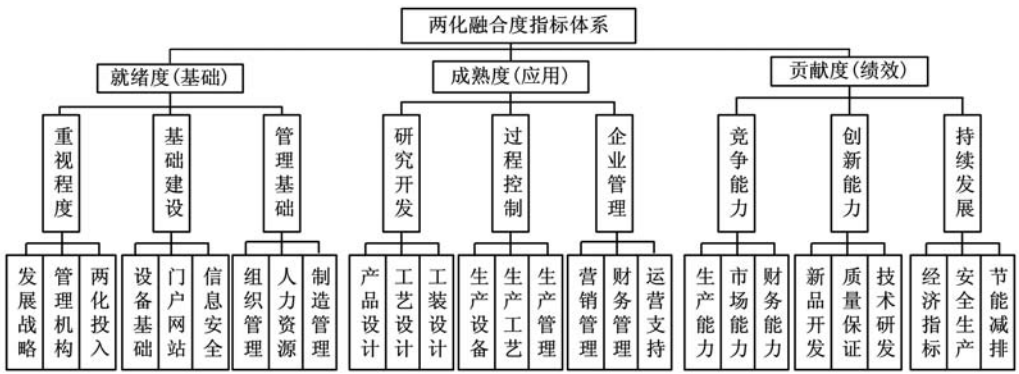 两化融合度指标体系
就绪度(基础)
成熟度(应用)
贡献度(绩效)
重视程度
基础建设
管理基础
研究开发
过程控制
企业管理
竞争能力
创新能力
持续发展
发展战略
管理机构
两化投入
设备基础
门户网站
信息安全
组织管理
人力资源
制造管理
产品设计
工艺设计
工装设计
生产设备
生产工艺
生产管理
营销管理
财务管理
运营支持
生产能力
市场能力
财务能力
新品开发
质量保证
技术研发
经济指标
安全生产
节能减排